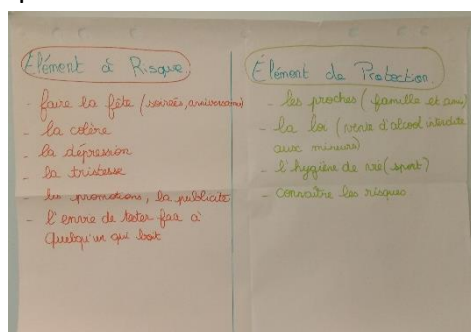 Élément à Risque
- faire la fête (soirées, anniversaires)
- la colère
- la dépression
- la tristesse
- les promotions, la publicité
- l'envie de tester face à
quelqu'un qui boit
Élément de Protection
- les proches (famille et ami)
- la loi (vente d'alcool interdite
aux mineurs)
- l'hygiène de vie (sport)
- connaître les risques